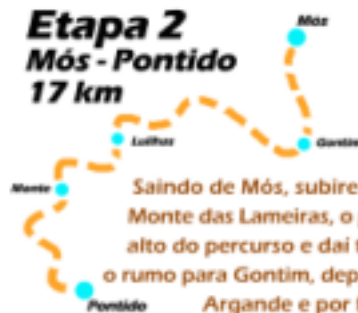 Etapa 2
Mós - Pontido
17 km
Mós
Gontim
Monte
Saindo de Mós, subire
Monte das Lameiras, o
alto do percurso e daí
o rumo para Gontim, dep
Argande e por
Pontido